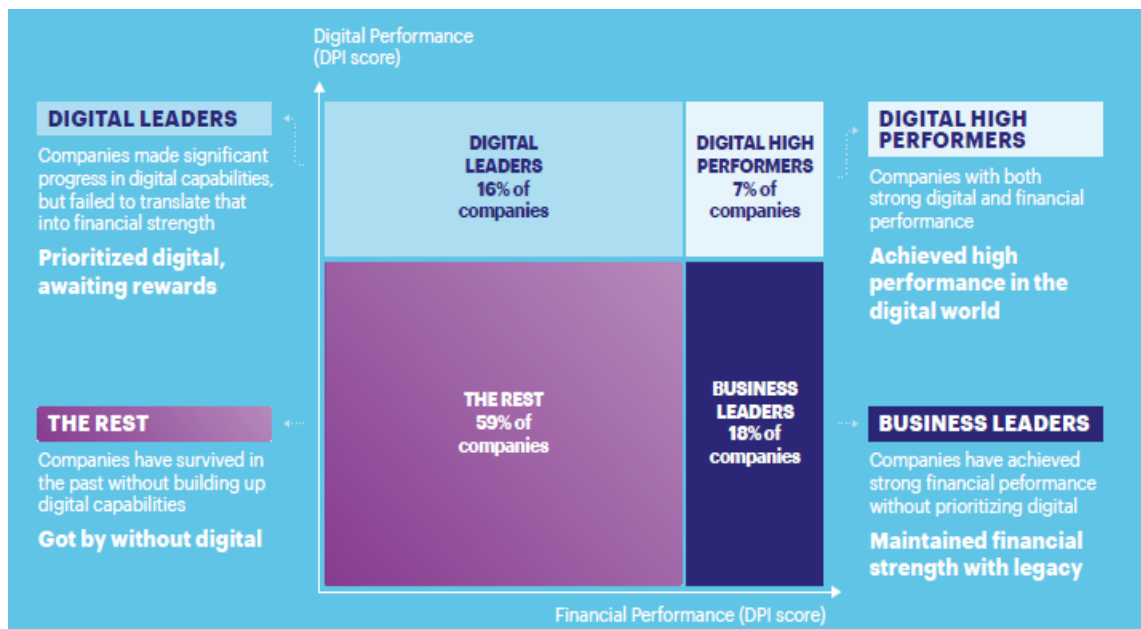 Digital Performance
(DPI score)
DIGITAL LEADERS
Companies made significant
progress in digital capabilities,
but failed to translate that
into financial strength
Prioritized digital,
awaiting rewards
DIGITAL
LEADERS
16% of
companies
DIGITAL HIGH
PERFORMERS
7% of
companies
DIGITAL HIGH
PERFORMERS
Companies with both
strong digital and financial
performance
Achieved high
performance in the
digital world
THE REST
Companies have survived in
the past without building up
digital capabilities
Got by without digital
THE REST
59% of
companies
BUSINESS
LEADERS
18% of
companies
BUSINESS LEADERS
Companies have achieved
strong financial peformance
without prioritizing digital
Maintained financial
strength with legacy
Financial Performance (DPI score)